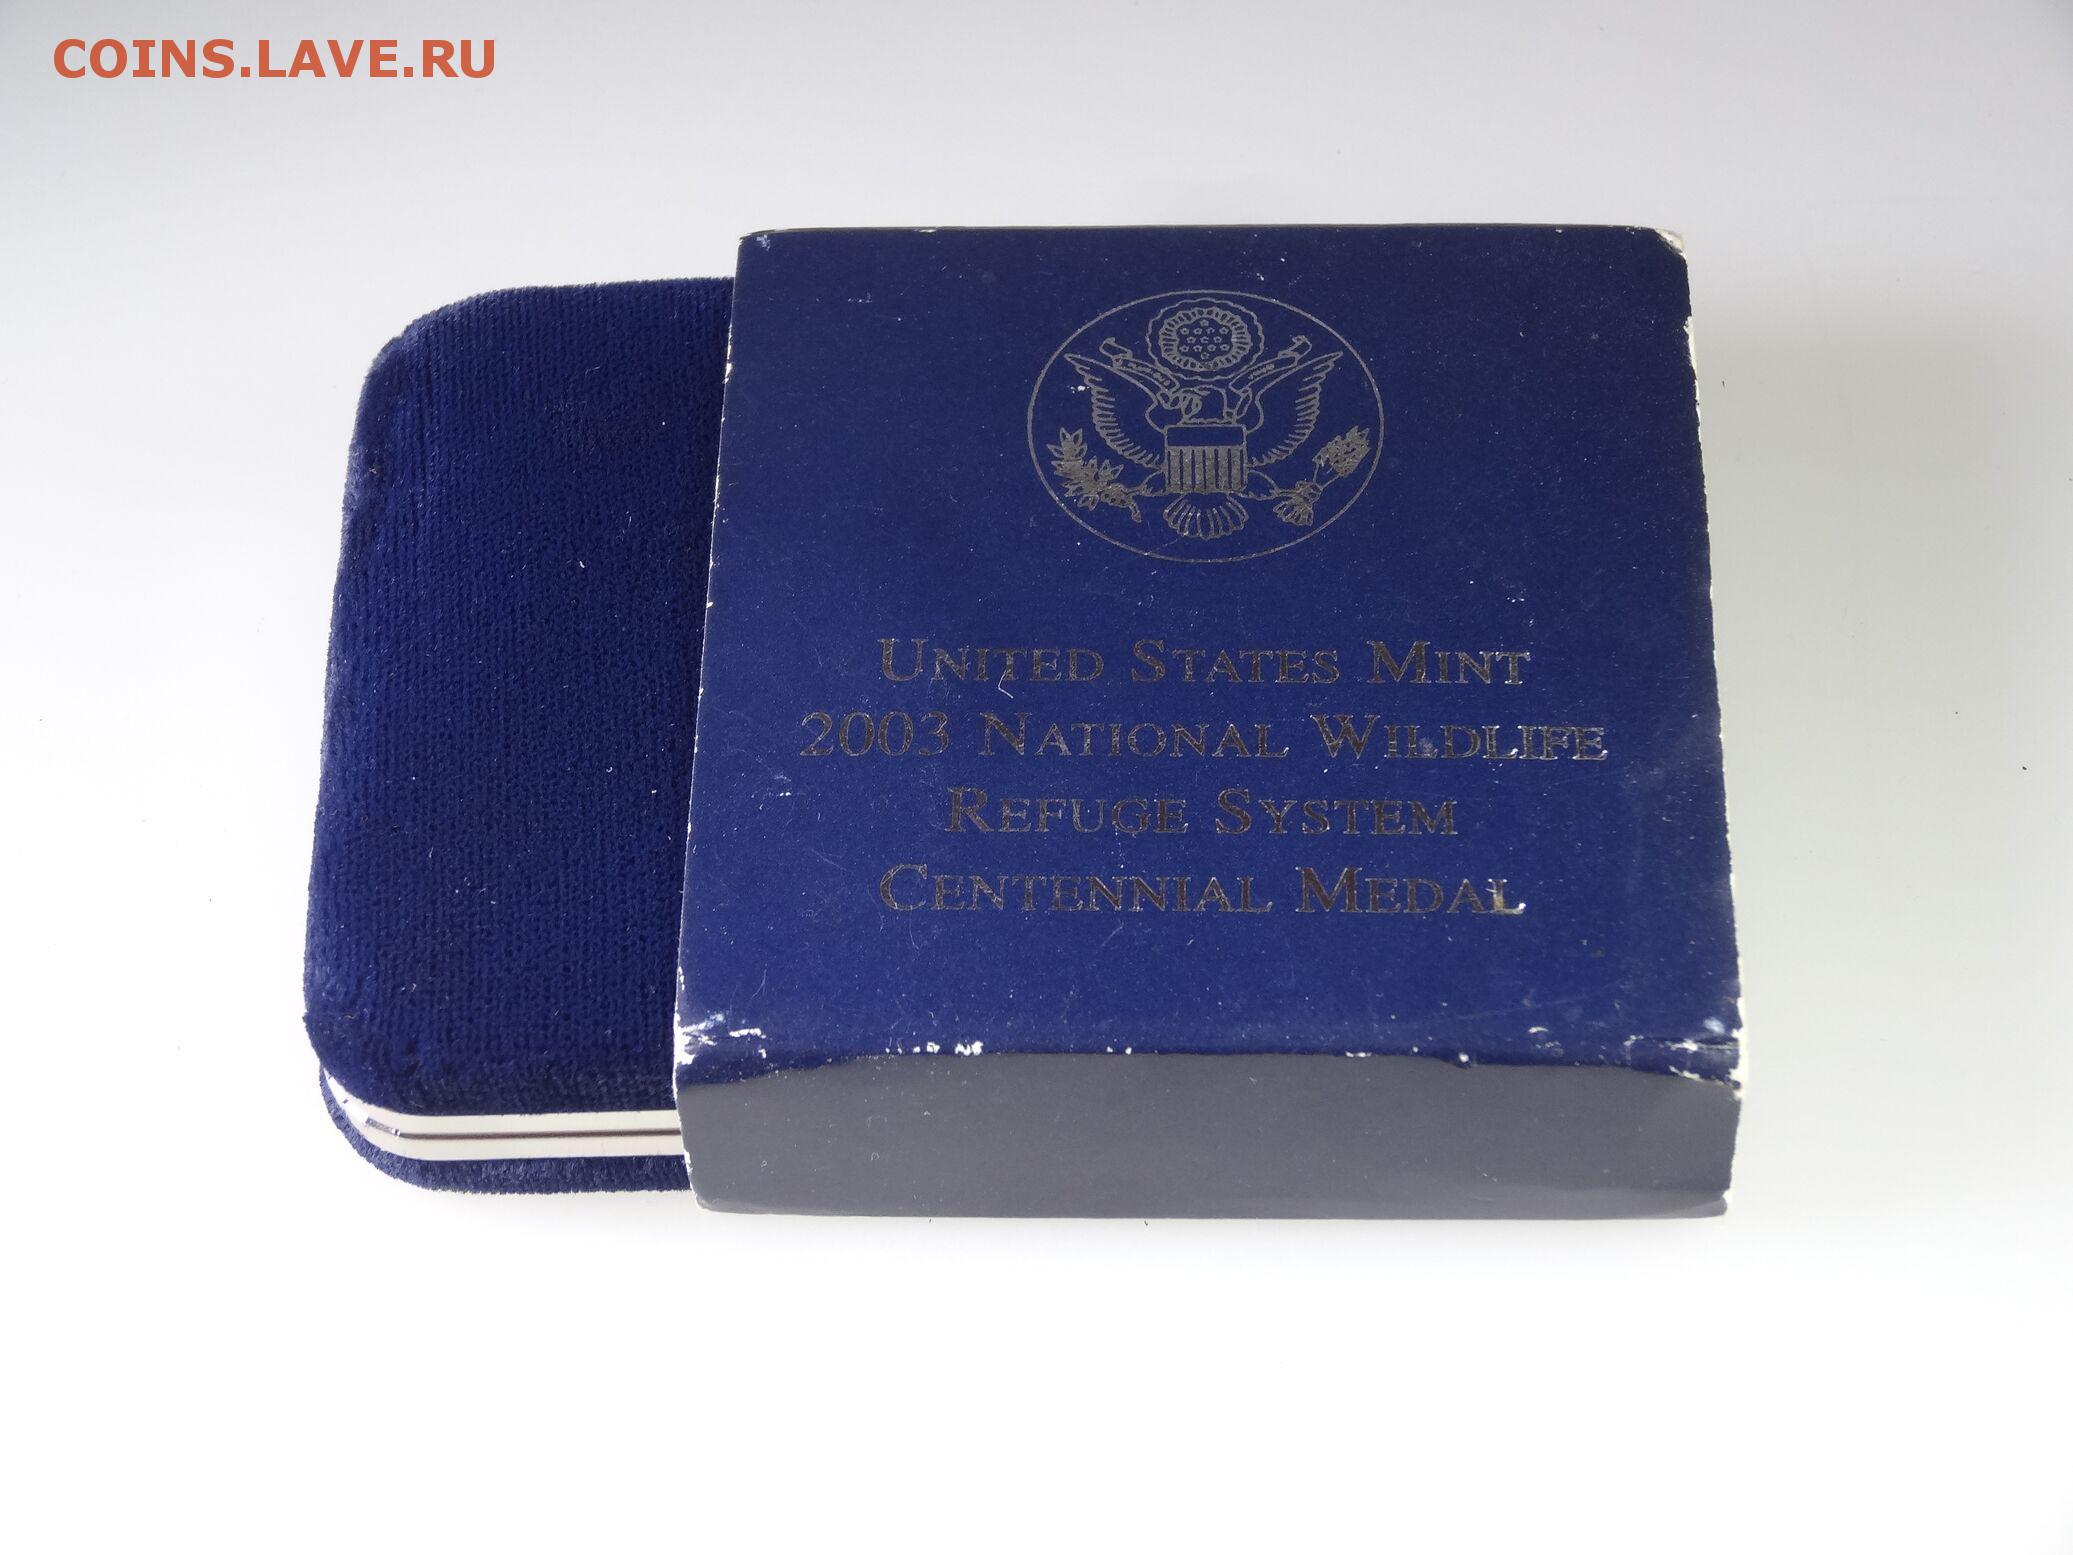 COINS.LAVE.RU
UNITED STATES MINT
2003 NATIONAL WILDLIFE
REFUGE SYSTEM
CENTENNIAL MEDAL